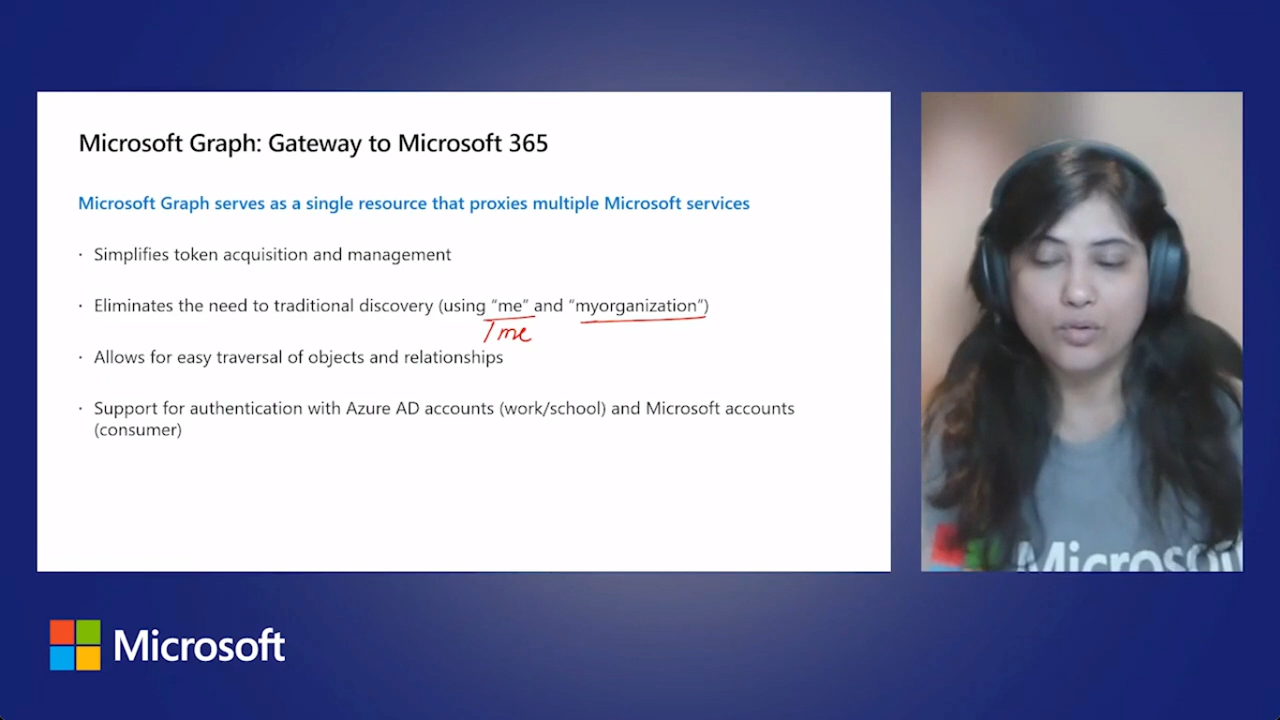 Microsoft Graph: Gateway to Microsoft 365
Microsoft Graph serves as a single resource that proxies multiple Microsoft services
· Simplifies token acquisition and management
· Eliminates the need to traditional discovery (using “me” and “myorganization”)
/me
· Allows for easy traversal of objects and relationships
· Support for authentication with Azure AD accounts (work/school) and Microsoft accounts
(consumer)
Microsoft
Microsoft